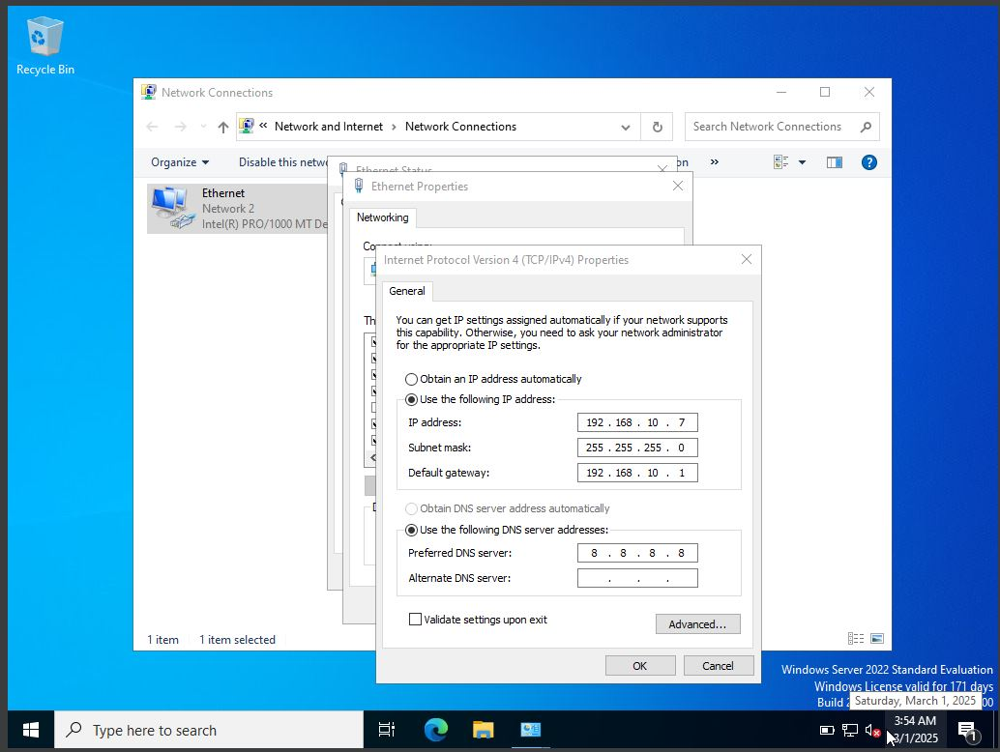 Recycle Bin
Network Connections
« Network and Internet › Network Connections
Search Network Connections
Organize
Disable this netw
on
»
Ethernet
Network 2
Intel(R) PRO/1000 MT De
Ethernet Status
Ethernet Properties
Networking
Connect using:
Th
Internet Protocol Version 4 (TCP/IPv4) Properties
General
You can get IP settings assigned automatically if your network supports
this capability. Otherwise, you need to ask your network administrator
for the appropriate IP settings.
Obtain an IP address automatically
Use the following IP address:
IP address: 192 . 168 . 10 . 7
Subnet mask: 255 . 255 . 255 . 0
Default gateway: 192 . 168 . 10 . 1
Obtain DNS server address automatically
Use the following DNS server addresses:
Preferred DNS server: 8 . 8 . 8 . 8
Alternate DNS server: . . .
Validate settings upon exit
Advanced...
OK
Cancel
1 item
1 item selected
Windows Server 2022 Standard Evaluation
Windows License valid for 171 days
Build 2
00
Saturday, March 1, 2025
Type here to search
3:54 AM
3/1/2025
1